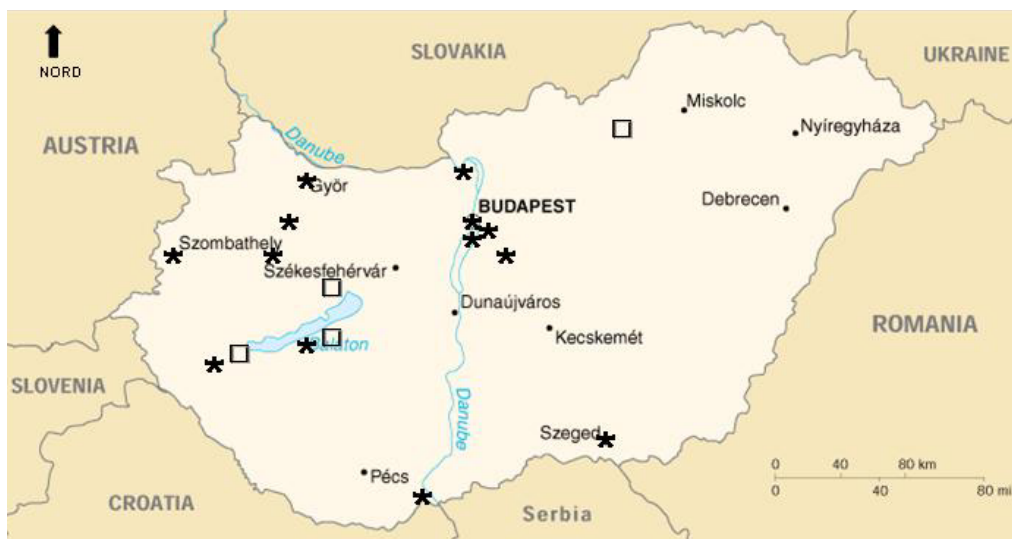 NORD
SLOVAKIA
UKRAINE
AUSTRIA
Danube
Miskolc
Nyíregyháza
Györ
BUDAPEST
Debrecen
Szombathely
Székesfehérvár
Dunaújváros
Kecskemét
Balaton
ROMANIA
SLOVENIA
Danube
Szeged
Pécs
CROATIA
Serbia
0 40 80 km
0 40 80 mi